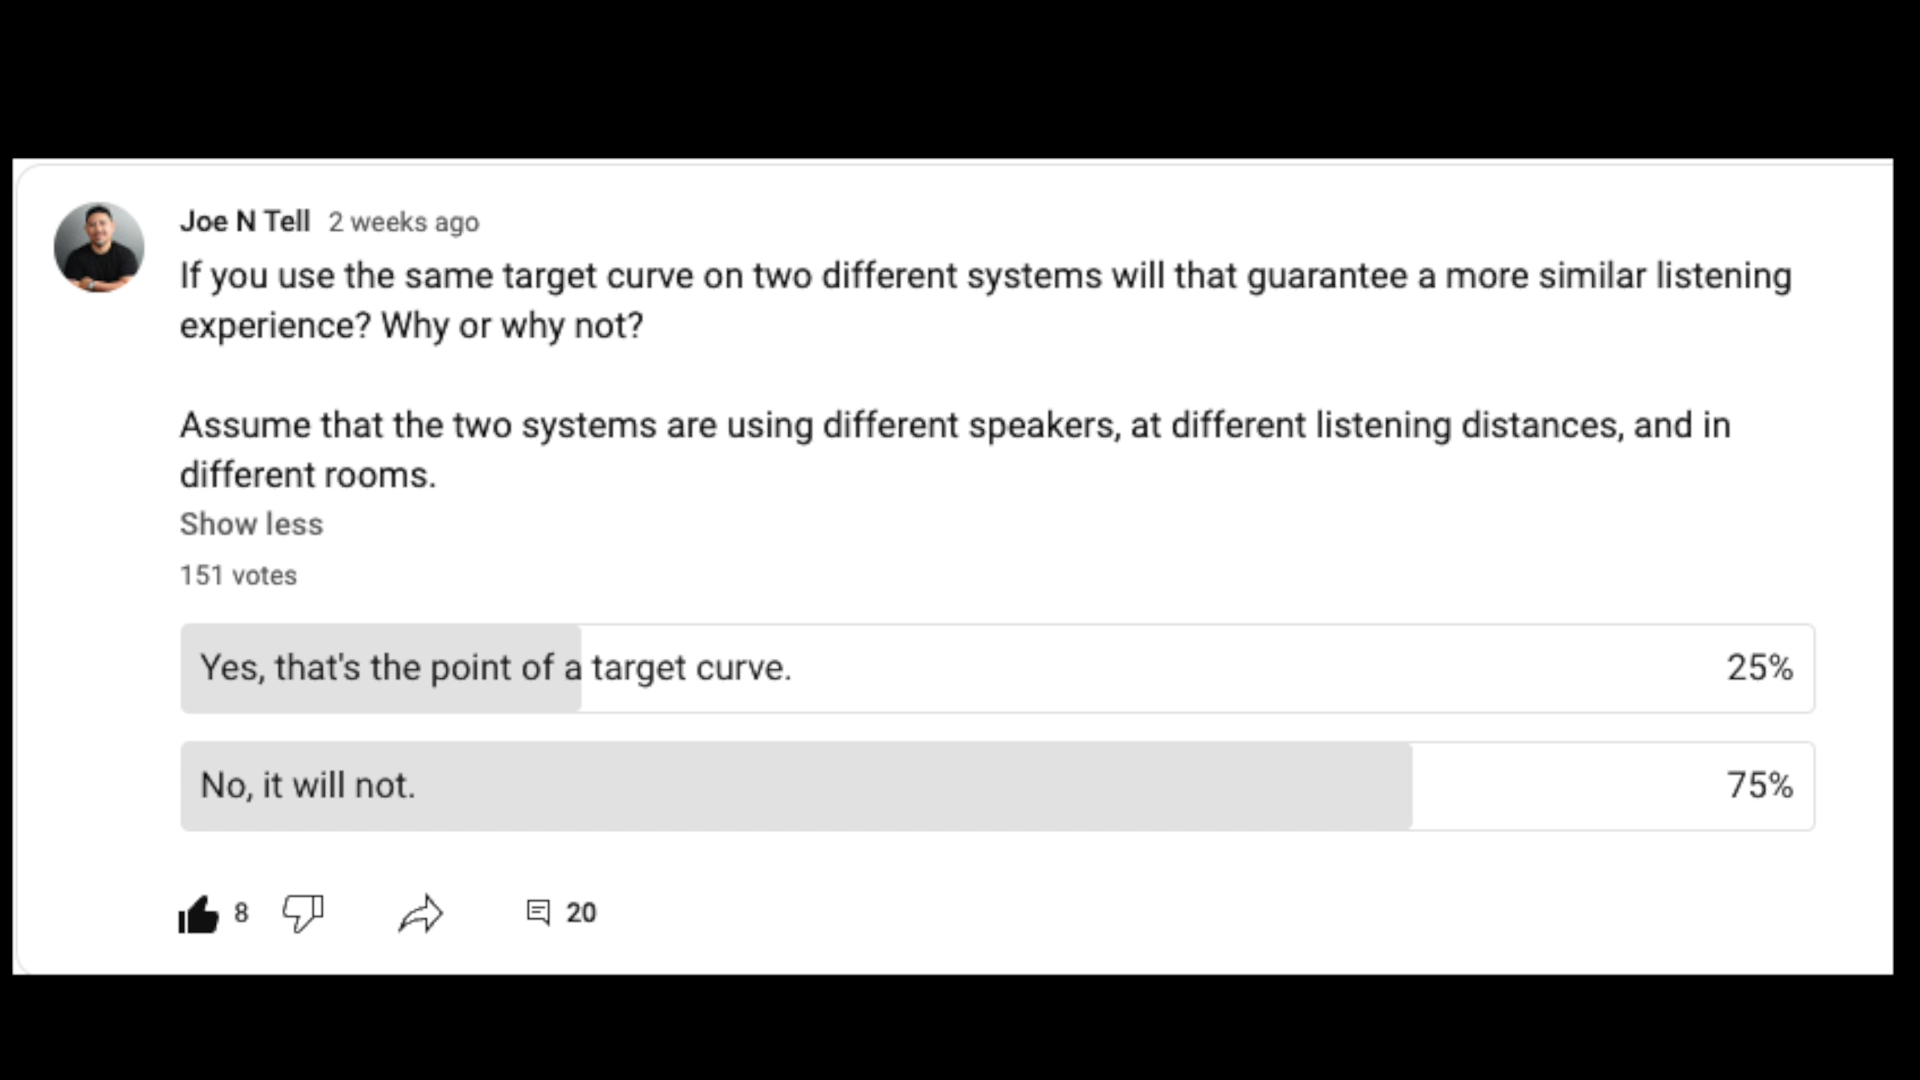 Joe N Tell 2 weeks ago
If you use the same target curve on two different systems will that guarantee a more similar listening
experience? Why or why not?
Assume that the two systems are using different speakers, at different listening distances, and in
different rooms.
Show less
151 votes
Yes, that's the point of a target curve. 25%
No, it will not. 75%
8 20